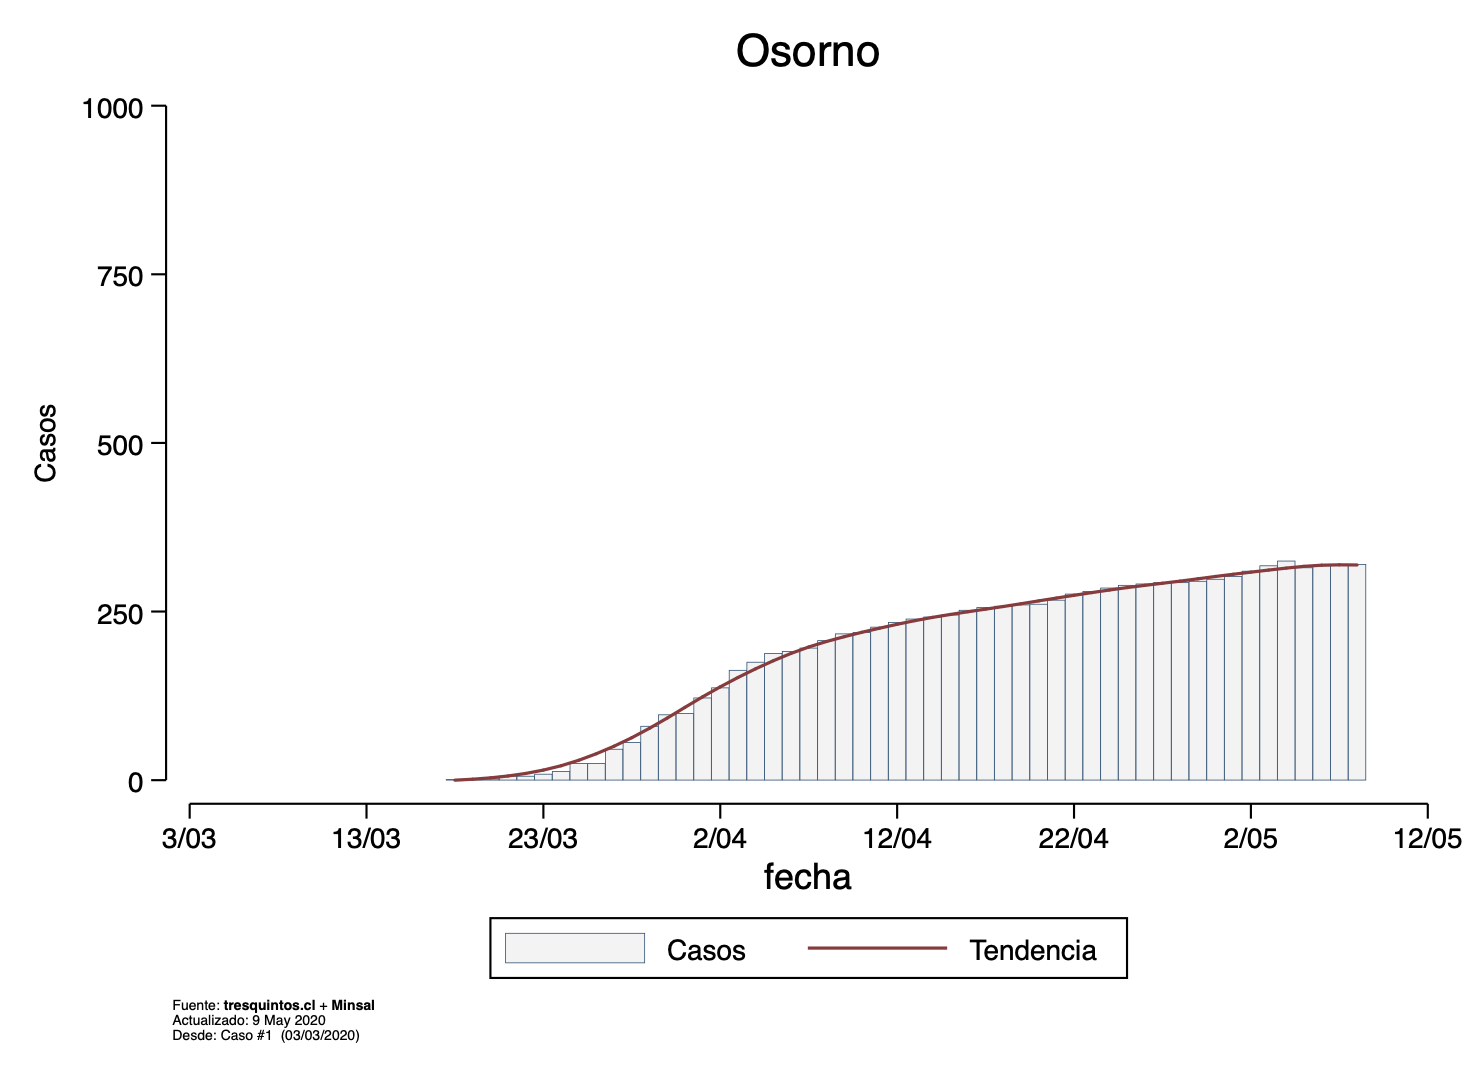 Osorno
1000
750
500
250
0
Casos
3/03 13/03 23/03 2/04 12/04 22/04 2/05 12/05
fecha
Casos Tendencia
Fuente: tresquintos.cl + Minsal
Actualizado: 9 May 2020
Desde: Caso #1 (03/03/2020)